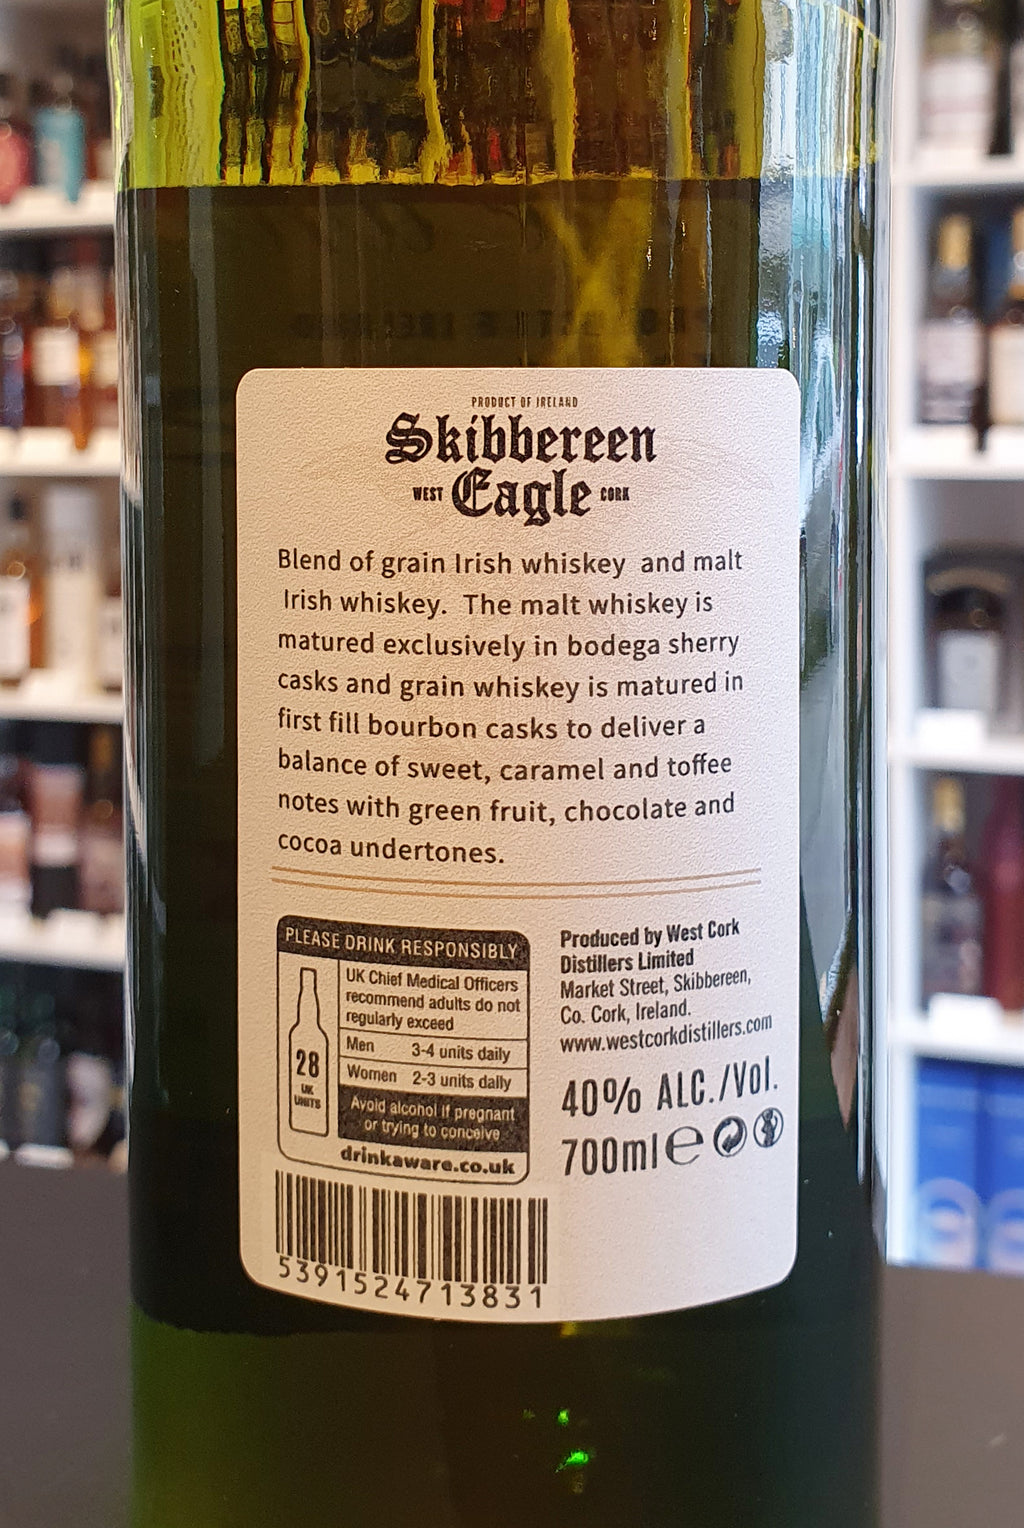 PRODUCT OF IRELAND
Skibbereen
WEST Eagle CORK
Blend of grain Irish whiskey and malt
Irish whiskey. The malt whiskey is
matured exclusively in bodega sherry
casks and grain whiskey is matured in
first fill bourbon casks to deliver a
balance of sweet, caramel and toffee
notes with green fruit, chocolate and
cocoa undertones.
PLEASE DRINK RESPONSIBLY
28
UK
UNITS
UK Chief Medical Officers
recommend adults do not
regularly exceed
Men 3-4 units daily
Women 2-3 units daily
Avoid alcohol if pregnant
or trying to conceive
drinkaware.co.uk
Produced by West Cork
Distillers Limited
Market Street, Skibbereen,
Co. Cork, Ireland.
www.westcorkdistillers.com
40% ALC./Vol.
700ml e
5391524713831